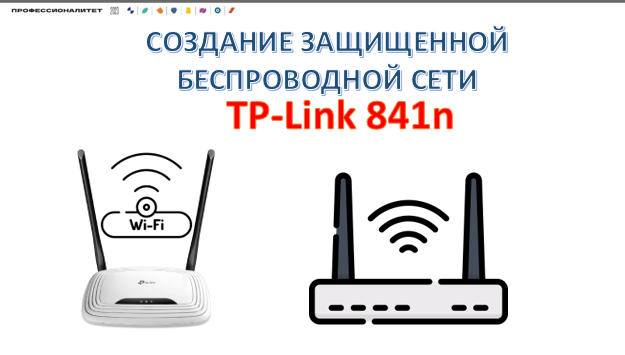 ПРОФЕССИОНАЛИТЕТ
СОЗДАНИЕ ЗАЩИЩЕННОЙ
БЕСПРОВОДНОЙ СЕТИ
TP-Link 841n
Wi-Fi